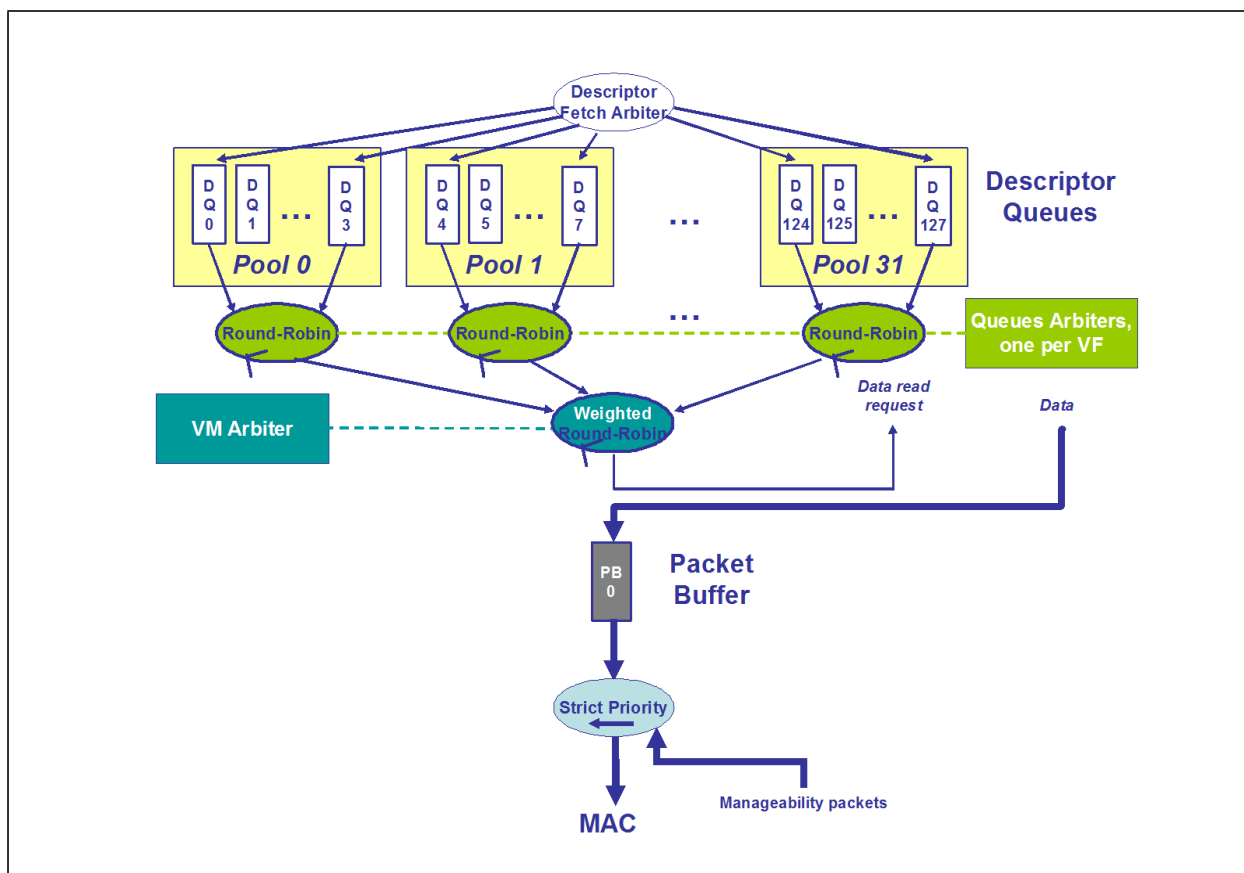 Descriptor
Fetch Arbiter
D
Q
0
D
Q
1
...
D
Q
3
Pool 0
D
Q
4
D
Q
5
...
D
Q
7
Pool 1
...
D
Q
124
D
Q
125
...
D
Q
127
Pool 31
Descriptor
Queues
Round-Robin
Round-Robin
...
Round-Robin
Queues Arbiters,
one per VF
VM Arbiter
Weighted
Round-Robin
Data read
request
Data
PB
0
Packet
Buffer
Strict Priority
Manageability packets
MAC